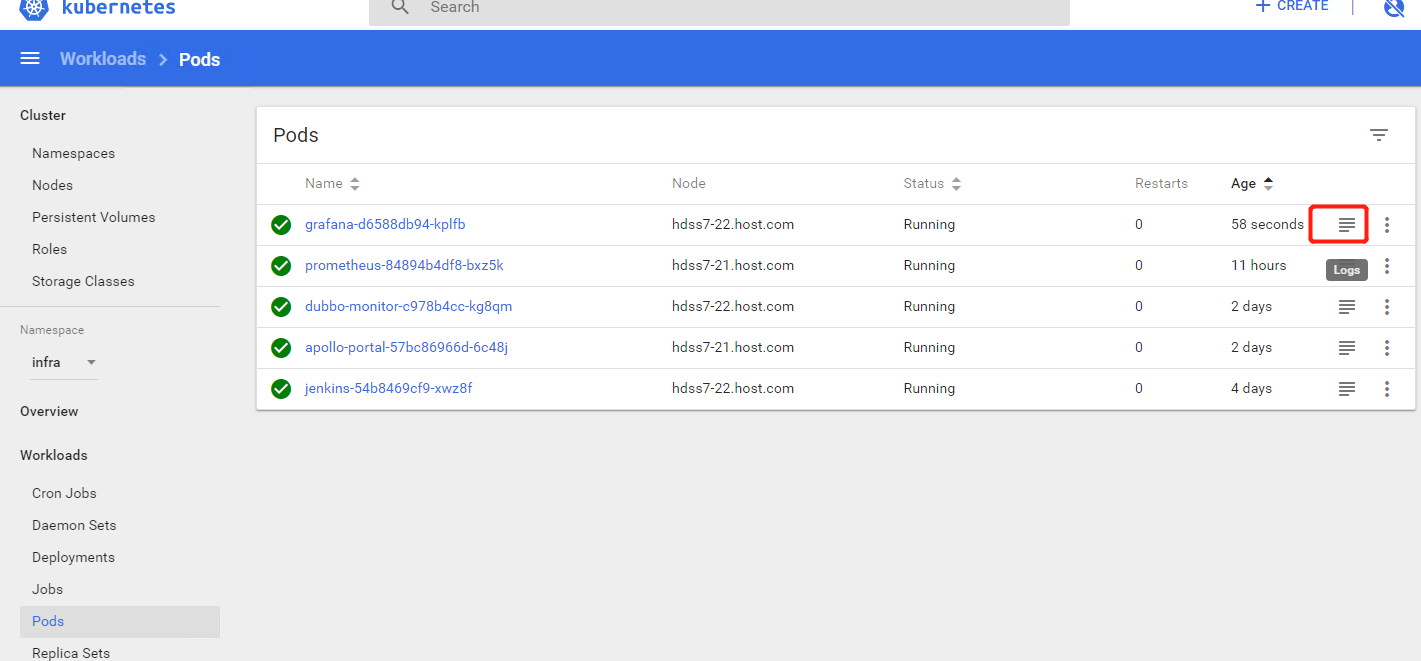 kubernetes
Search
+ CREATE
Workloads > Pods
Cluster
Namespaces
Nodes
Persistent Volumes
Roles
Storage Classes
Namespace
infra
Overview
Workloads
Cron Jobs
Daemon Sets
Deployments
Jobs
Pods
Replica Sets
Pods
Name Node Status Restarts Age
grafana-d6588db94-kplfb hdss7-22.host.com Running 0 58 seconds
prometheus-84894b4df8-bxz5k hdss7-21.host.com Running 0 11 hours
Logs
dubbo-monitor-c978b4cc-kg8qm hdss7-22.host.com Running 0 2 days
apollo-portal-57bc86966d-6c48j hdss7-21.host.com Running 0 2 days
jenkins-54b8469cf9-xwz8f hdss7-22.host.com Running 0 4 days